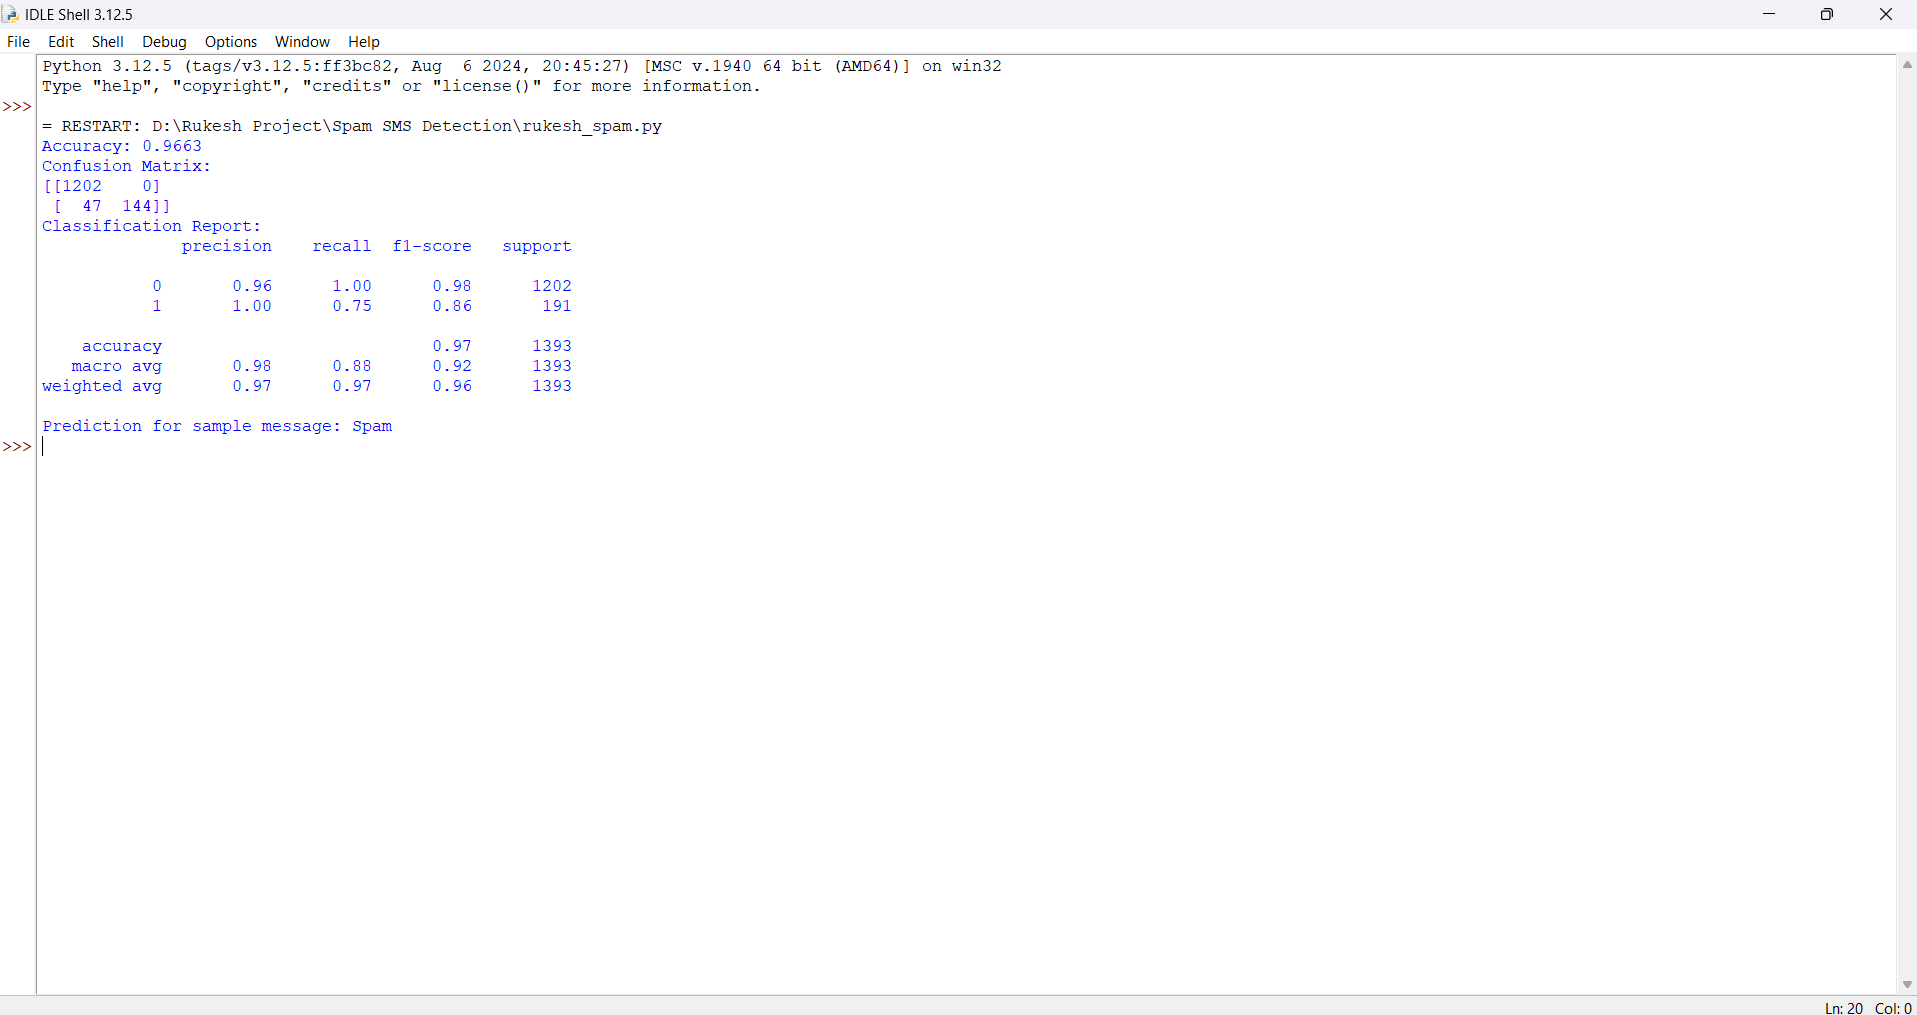 IDLE Shell 3.12.5
File Edit Shell Debug Options Window Help
Python 3.12.5 (tags/v3.12.5:ff3bc82, Aug  6 2024, 20:45:27) [MSC v.1940 64 bit (AMD64)] on win32
Type "help", "copyright", "credits" or "license()" for more information.
>>>
= RESTART: D:\Rukesh Project\Spam SMS Detection\rukesh_spam.py
Accuracy: 0.9663
Confusion Matrix:
[[1202    0]
 [  47  144]]
Classification Report:
              precision    recall  f1-score   support
           0       0.96      1.00      0.98      1202
           1       1.00      0.75      0.86       191
    accuracy                           0.97      1393
   macro avg       0.98      0.88      0.92      1393
weighted avg       0.97      0.97      0.96      1393
Prediction for sample message: Spam
>>>
Ln: 20 Col: 0